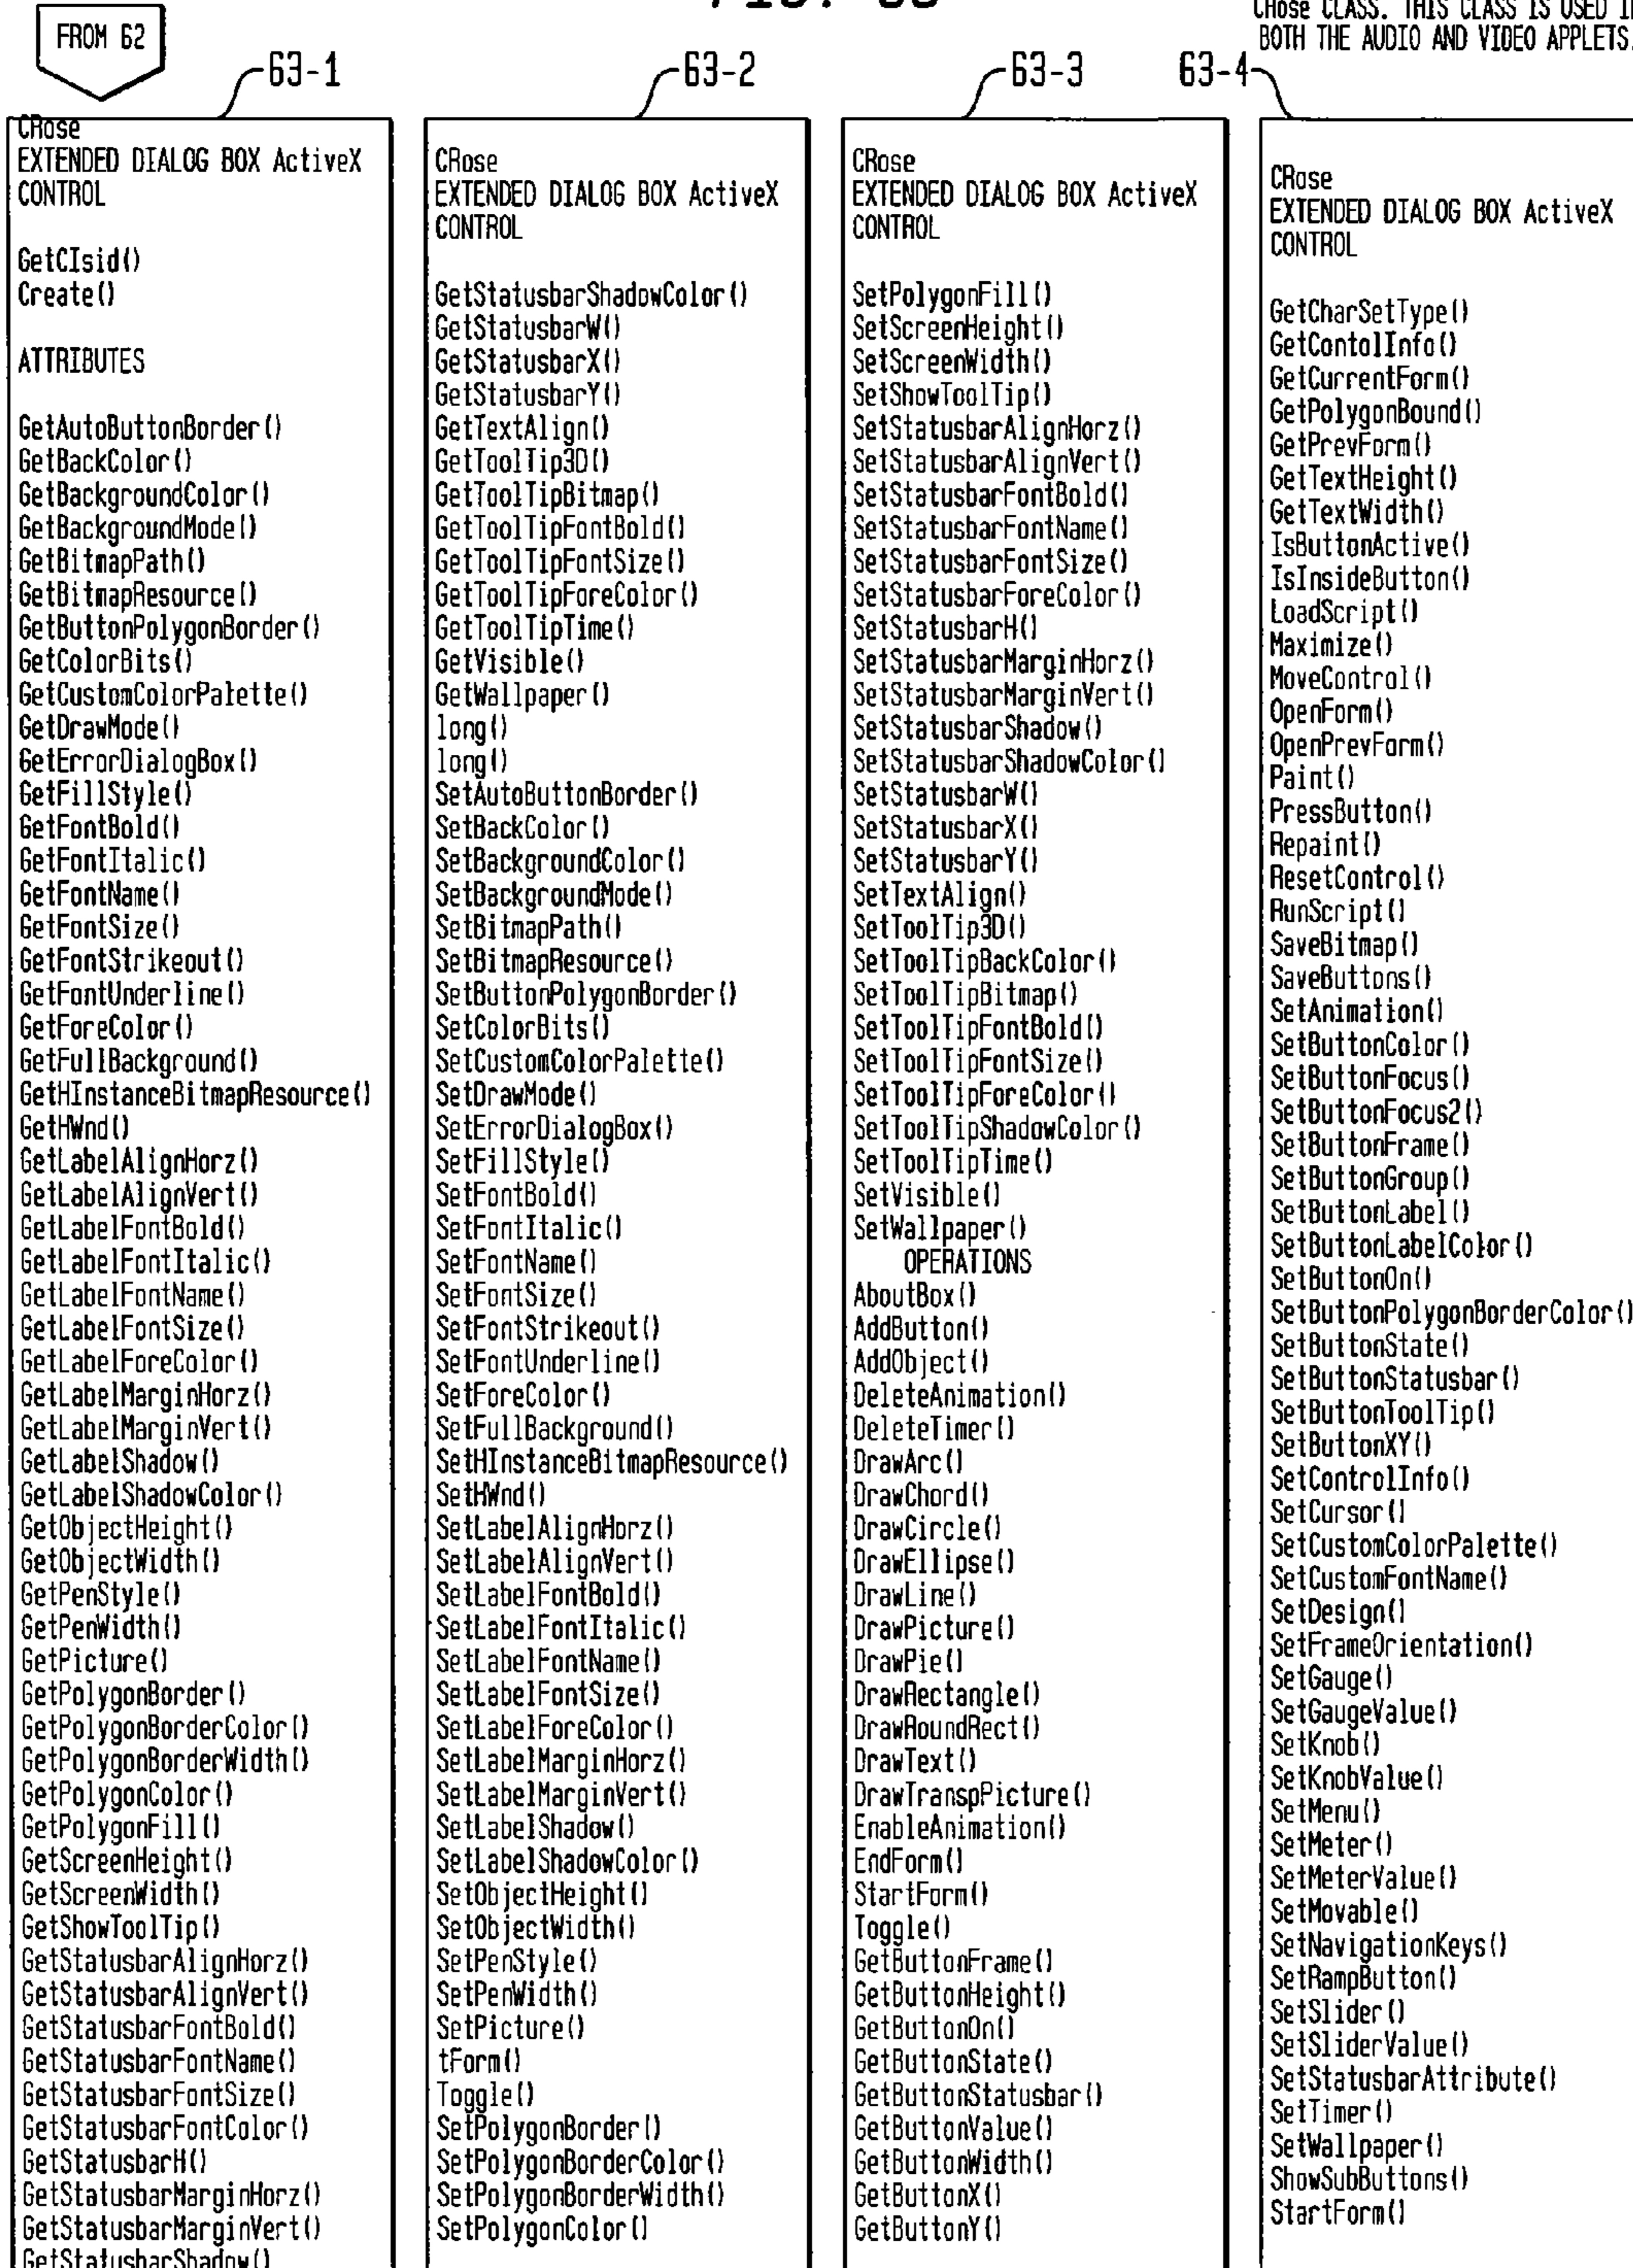 FROM 62
CRose CLASS. THIS CLASS IS USED
BOTH THE AUDIO AND VIDEO APPLETS.
63-1
63-2
63-3
63-4
CRose
EXTENDED DIALOG BOX ActiveX
CONTROL
GetCIsid()
Create()
ATTRIBUTES
GetAutoButtonBorder()
GetBackColor()
GetBackgroundColor()
GetBackgroundMode()
GetBitmapPath()
GetBitmapResource()
GetButtonPolygonBorder()
GetColorBits()
GetCustomColorPalette()
GetDrawMode()
GetErrorDialogBox()
GetFillStyle()
GetFontBold()
GetFontItalic()
GetFontName()
GetFontSize()
GetFontStrikeout()
GetFontUnderline()
GetForeColor()
GetFullBackground()
GetHInstanceBitmapResource()
GetHWnd()
GetLabelAlignHorz()
GetLabelAlignVert()
GetLabelFontBold()
GetLabelFontItalic()
GetLabelFontName()
GetLabelFontSize()
GetLabelForeColor()
GetLabelMarginHorz()
GetLabelMarginVert()
GetLabelShadow()
GetLabelShadowColor()
GetObjectHeight()
GetObjectWidth()
GetPenStyle()
GetPenWidth()
GetPicture()
GetPolygonBorder()
GetPolygonBorderColor()
GetPolygonBorderWidth()
GetPolygonColor()
GetPolygonFill()
GetScreenHeight()
GetScreenWidth()
GetShowToolTip()
GetStatusbarAlignHorz()
GetStatusbarAlignVert()
GetStatusbarFontBold()
GetStatusbarFontName()
GetStatusbarFontSize()
GetStatusbarFontColor()
GetStatusbarH()
GetStatusbarMarginHorz()
GetStatusbarMarginVert()
GetStatusbarShadow()
CRose
EXTENDED DIALOG BOX ActiveX
CONTROL
GetStatusbarShadowColor()
GetStatusbarW()
GetStatusbarX()
GetStatusbarY()
GetTextAlign()
GetToolTip3D()
GetToolTipBitmap()
GetToolTipFontBold()
GetToolTipFontSize()
GetToolTipForeColor()
GetToolTipTime()
GetVisible()
GetWallpaper()
long()
long()
SetAutoButtonBorder()
SetBackColor()
SetBackgroundColor()
SetBackgroundMode()
SetBitmapPath()
SetBitmapResource()
SetButtonPolygonBorder()
SetColorBits()
SetCustomColorPalette()
SetDrawMode()
SetErrorDialogBox()
SetFillStyle()
SetFontBold()
SetFontItalic()
SetFontName()
SetFontSize()
SetFontStrikeout()
SetFontUnderline()
SetForeColor()
SetFullBackground()
SetHInstanceBitmapResource()
SetHWnd()
SetLabelAlignHorz()
SetLabelAlignVert()
SetLabelFontBold()
SetLabelFontItalic()
SetLabelFontName()
SetLabelFontSize()
SetLabelForeColor()
SetLabelMarginHorz()
SetLabelMarginVert()
SetLabelShadow()
SetLabelShadowColor()
SetObjectHeight()
SetObjectWidth()
SetPenStyle()
SetPenWidth()
SetPicture()
tForm()
Toggle()
SetPolygonBorder()
SetPolygonBorderColor()
SetPolygonBorderWidth()
SetPolygonColor()
CRose
EXTENDED DIALOG BOX ActiveX
CONTROL
SetPolygonFill()
SetScreenHeight()
SetScreenWidth()
SetShowToolTip()
SetStatusbarAlignHorz()
SetStatusbarAlignVert()
SetStatusbarFontBold()
SetStatusbarFontName()
SetStatusbarFontSize()
SetStatusbarForeColor()
SetStatusbarH()
SetStatusbarMarginHorz()
SetStatusbarMarginVert()
SetStatusbarShadow()
SetStatusbarShadowColor()
SetStatusbarW()
SetStatusbarX()
SetStatusbarY()
SetTextAlign()
SetToolTip3D()
SetToolTipBackColor()
SetToolTipBitmap()
SetToolTipFontBold()
SetToolTipFontSize()
SetToolTipForeColor()
SetToolTipShadowColor()
SetToolTipTime()
SetVisible()
SetWallpaper()
OPERATIONS
AboutBox()
AddButton()
AddObject()
DeleteAnimation()
DeleteTimer()
DrawArc()
DrawChord()
DrawCircle()
DrawEllipse()
DrawLine()
DrawPicture()
DrawPie()
DrawRectangle()
DrawRoundRect()
DrawText()
DrawTranspPicture()
EnableAnimation()
EndForm()
StartForm()
Toggle()
GetButtonFrame()
GetButtonHeight()
GetButtonOn()
GetButtonState()
GetButtonStatusbar()
GetButtonValue()
GetButtonWidth()
GetButtonX()
GetButtonY()
CRose
EXTENDED DIALOG BOX ActiveX
CONTROL
GetCharSetType()
GetContolInfo()
GetCurrentForm()
GetPolygonBound()
GetPrevForm()
GetTextHeight()
GetTextWidth()
IsButtonActive()
IsInsideButton()
LoadScript()
Maximize()
MoveControl()
OpenForm()
OpenPrevForm()
Paint()
PressButton()
Repaint()
ResetControl()
RunScript()
SaveBitmap()
SaveButtons()
SetAnimation()
SetButtonColor()
SetButtonFocus()
SetButtonFocus2()
SetButtonFrame()
SetButtonGroup()
SetButtonLabel()
SetButtonLabelColor()
SetButtonOn()
SetButtonPolygonBorderColor()
SetButtonState()
SetButtonStatusbar()
SetButtonToolTip()
SetButtonXY()
SetControlInfo()
SetCursor()
SetCustomColorPalette()
SetCustomFontName()
SetDesign()
SetFrameOrientation()
SetGauge()
SetGaugeValue()
SetKnob()
SetKnobValue()
SetMenu()
SetMeter()
SetMeterValue()
SetMovable()
SetNavigationKeys()
SetRampButton()
SetSlider()
SetSliderValue()
SetStatusbarAttribute()
SetTimer()
SetWallpaper()
ShowSubButtons()
StartForm()